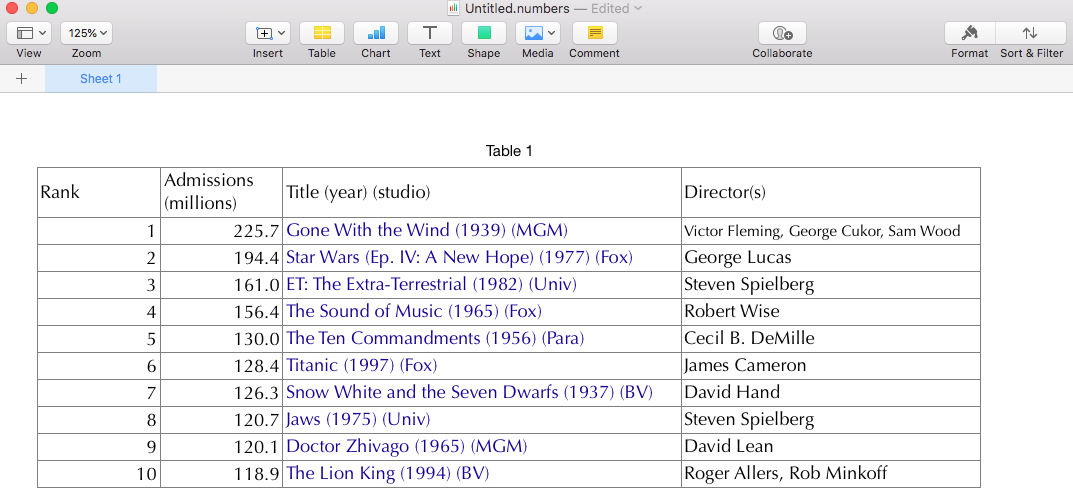 Untitled.numbers — Edited
125%
View Zoom Insert Table Chart Text Shape Media Comment Collaborate Format Sort & Filter
+ Sheet 1
Table 1
Rank Admissions (millions) Title (year) (studio) Director(s)
1 225.7 Gone With the Wind (1939) (MGM) Victor Fleming, George Cukor, Sam Wood
2 194.4 Star Wars (Ep. IV: A New Hope) (1977) (Fox) George Lucas
3 161.0 ET: The Extra-Terrestrial (1982) (Univ) Steven Spielberg
4 156.4 The Sound of Music (1965) (Fox) Robert Wise
5 130.0 The Ten Commandments (1956) (Para) Cecil B. DeMille
6 128.4 Titanic (1997) (Fox) James Cameron
7 126.3 Snow White and the Seven Dwarfs (1937) (BV) David Hand
8 120.7 Jaws (1975) (Univ) Steven Spielberg
9 120.1 Doctor Zhivago (1965) (MGM) David Lean
10 118.9 The Lion King (1994) (BV) Roger Allers, Rob Minkoff